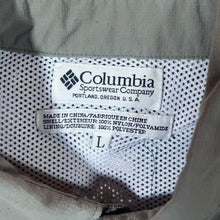 Columbia
Sportswear Company
PORTLAND, OREGON U.S.A.
MADE IN CHINA/FABRIQUE EN CHINE
SHELL/EXTERIEUR: 100% NYLON/POLYAMIDE
LINING/DOUBLURE: 100% POLYESTER
L